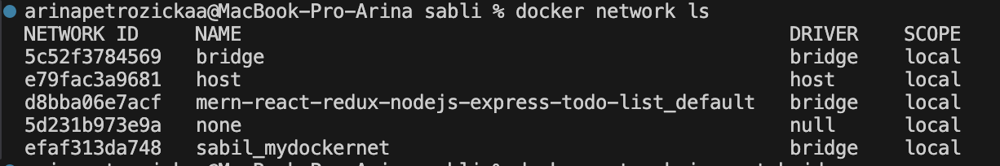 arinapetrozickaa@MacBook-Pro-Arina sabli % docker network ls
NETWORK ID     NAME                                            DRIVER    SCOPE
5c52f3784569   bridge                                          bridge    local
e79fac3a9681   host                                            host      local
d8bba06e7acf   mern-react-redux-nodejs-express-todo-list_default   bridge    local
5d231b973e9a   none                                            null      local
efaf313da748   sabil_mydockernet                               bridge    local